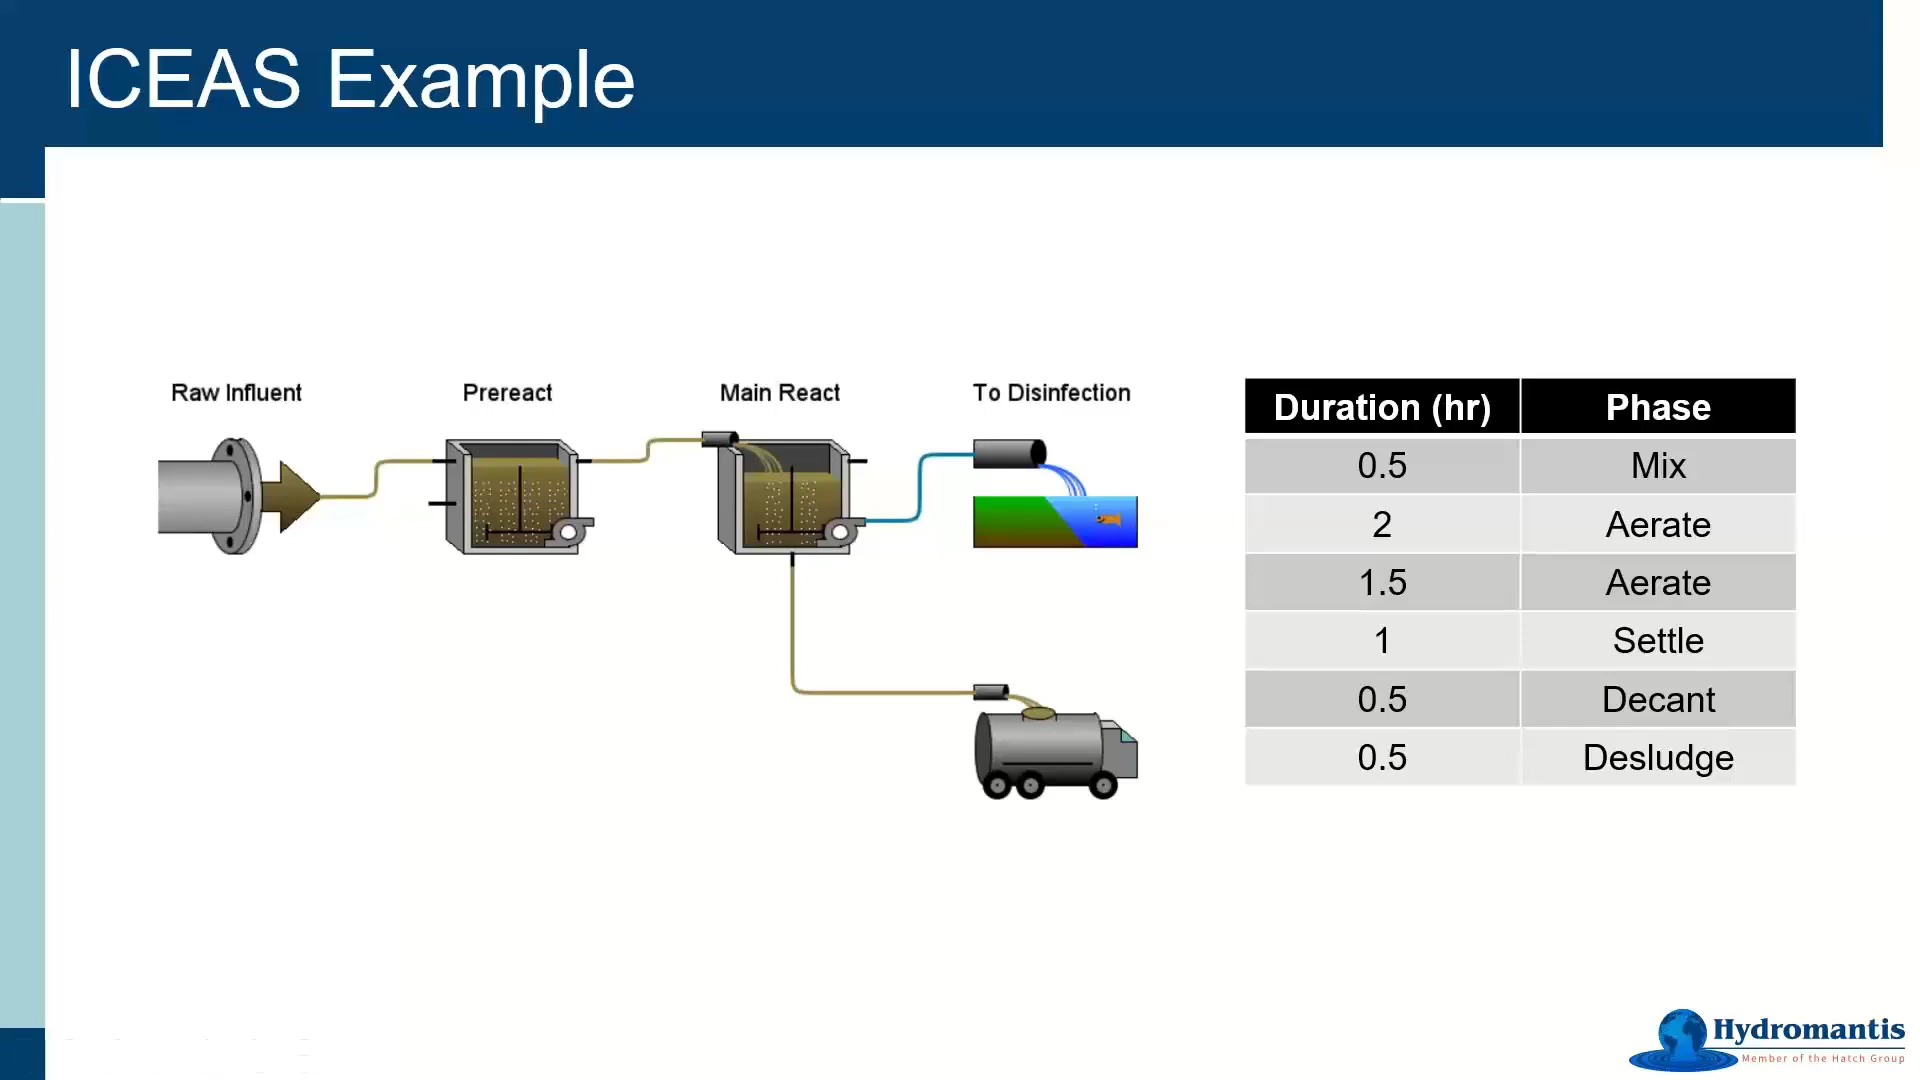 ICEAS Example
Raw Influent
Prereact
Main React
To Disinfection
Duration (hr) Phase
0.5 Mix
2 Aerate
1.5 Aerate
1 Settle
0.5 Decant
0.5 Desludge
Hydromantis
Member of the Hatch Group